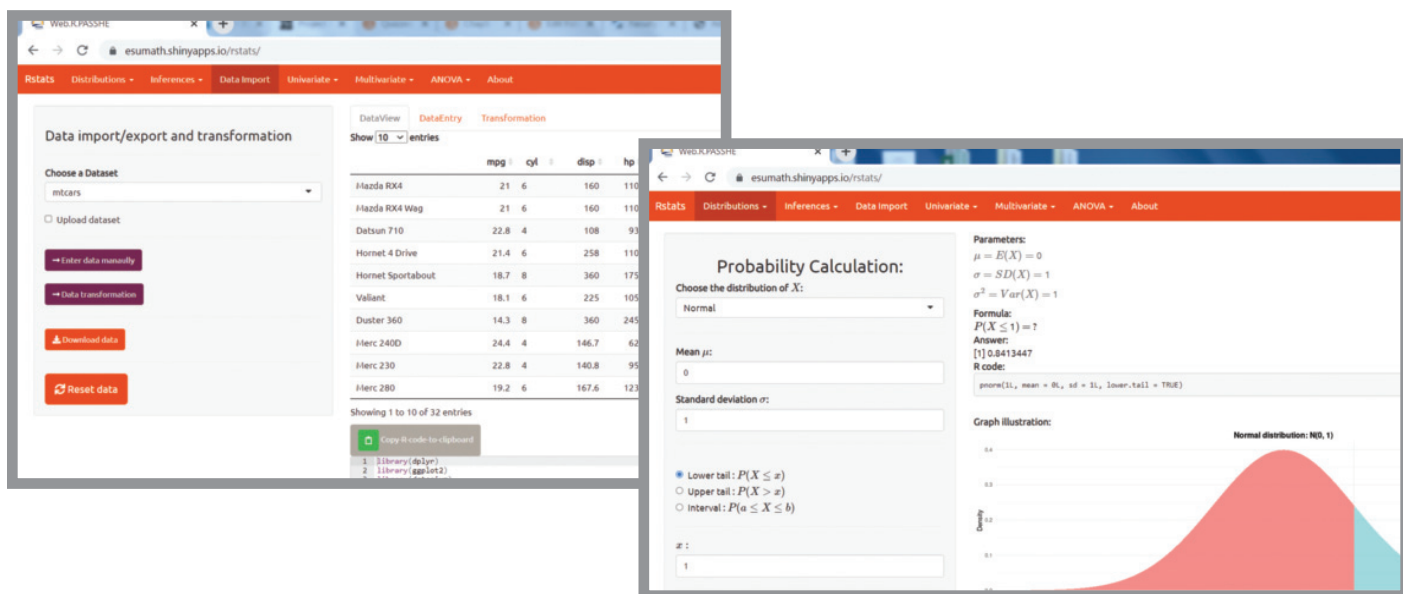 Web.R.PASSHE
esumath.shinyapps.io/rstats/
Rstats Distributions Inferences Data Import Univariate Multivariate ANOVA About
Data import/export and transformation
Choose a Dataset
mtcars
Upload dataset
Enter data manaully
Data transformation
Download data
Reset data
DataView DataEntry Transformation
Show 10 entries
mpg cyl disp hp
Mazda RX4 21 6 160 110
Mazda RX4 Wag 21 6 160 110
Datsun 710 22.8 4 108 93
Hornet 4 Drive 21.4 6 258 110
Hornet Sportabout 18.7 8 360 175
Valiant 18.1 6 225 105
Duster 360 14.3 8 360 245
Merc 240D 24.4 4 146.7 62
Merc 230 22.8 4 140.8 95
Merc 280 19.2 6 167.6 123
Showing 1 to 10 of 32 entries
Copy R code to clipboard
1 library(dplyr)
2 library(ggplot2)
Web.R.PASSHE
esumath.shinyapps.io/rstats/
Rstats Distributions Inferences Data Import Univariate Multivariate ANOVA About
Probability Calculation:
Choose the distribution of X:
Normal
Mean μ:
0
Standard deviation σ:
1
Lower tail : P(X ≤ x)
Upper tail : P(X > x)
Interval : P(a ≤ X ≤ b)
x :
1
Parameters:
μ = E(X) = 0
σ = SD(X) = 1
σ² = Var(X) = 1
Formula:
P(X ≤ 1) = ?
Answer:
[1] 0.8413447
R code:
pnorm(1L, mean = 0L, sd = 1L, lower.tail = TRUE)
Graph illustration:
Normal distribution: N(0, 1)
Density
0.4
0.3
0.2
0.1